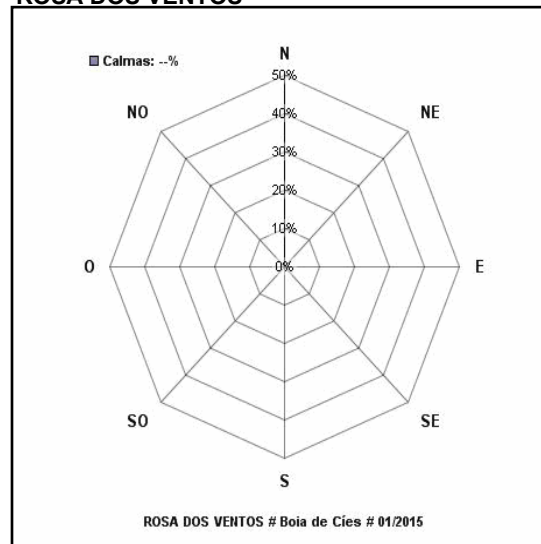 ROSA DOS VENTOS
Calmas: --%
N
50%
NO
NE
40%
30%
20%
10%
O
0%
E
SO
SE
S
ROSA DOS VENTOS # Boia de Cíes # 01/2015